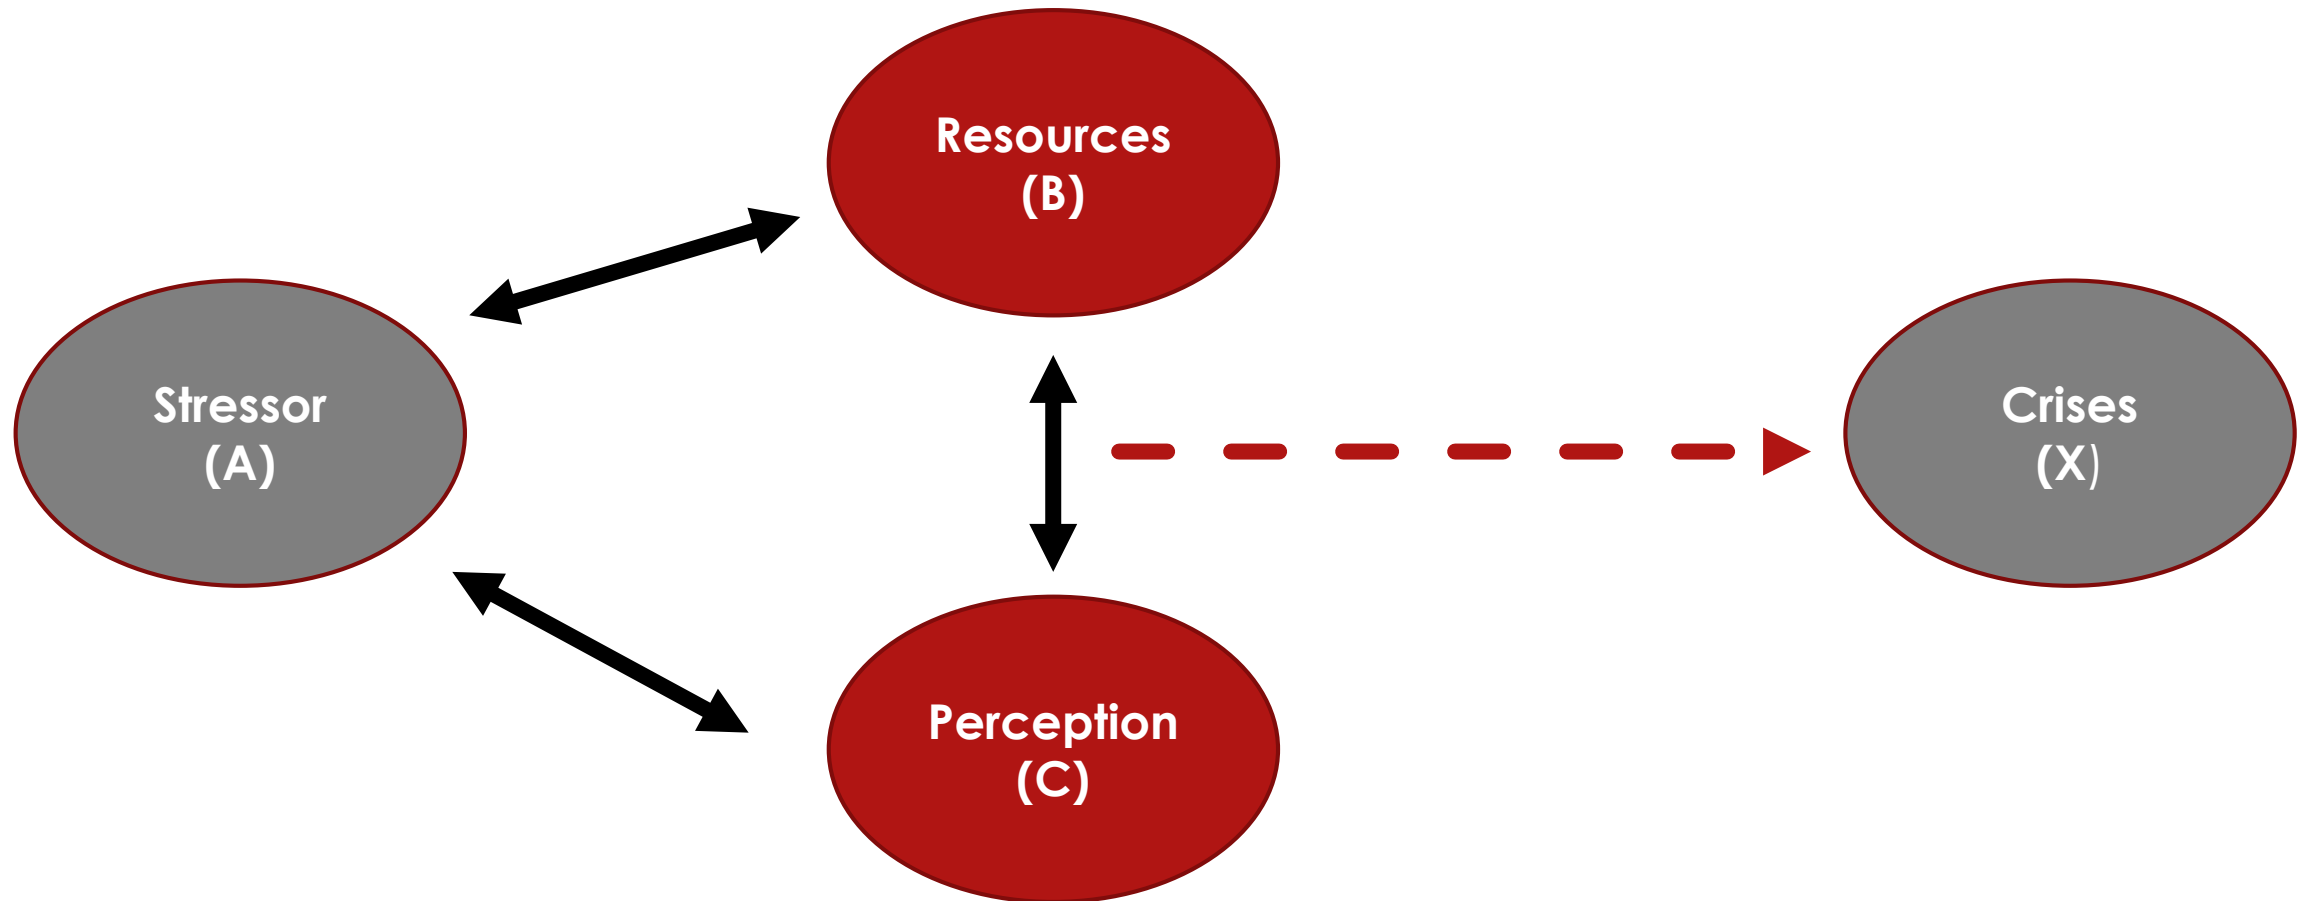 Resources
(B)
Stressor
(A)
Crises
(X)
Perception
(C)